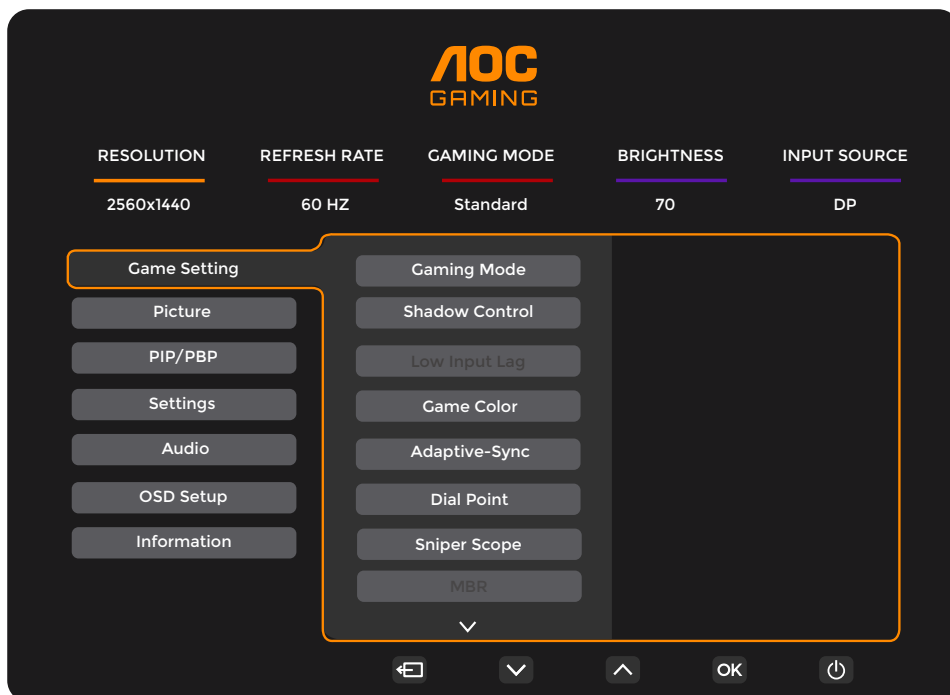 AOC
GAMING
RESOLUTION REFRESH RATE GAMING MODE BRIGHTNESS INPUT SOURCE
2560x1440 60 HZ Standard 70 DP
Game Setting
Picture
PIP/PBP
Settings
Audio
OSD Setup
Information
Gaming Mode
Shadow Control
Low Input Lag
Game Color
Adaptive-Sync
Dial Point
Sniper Scope
MBR
OK